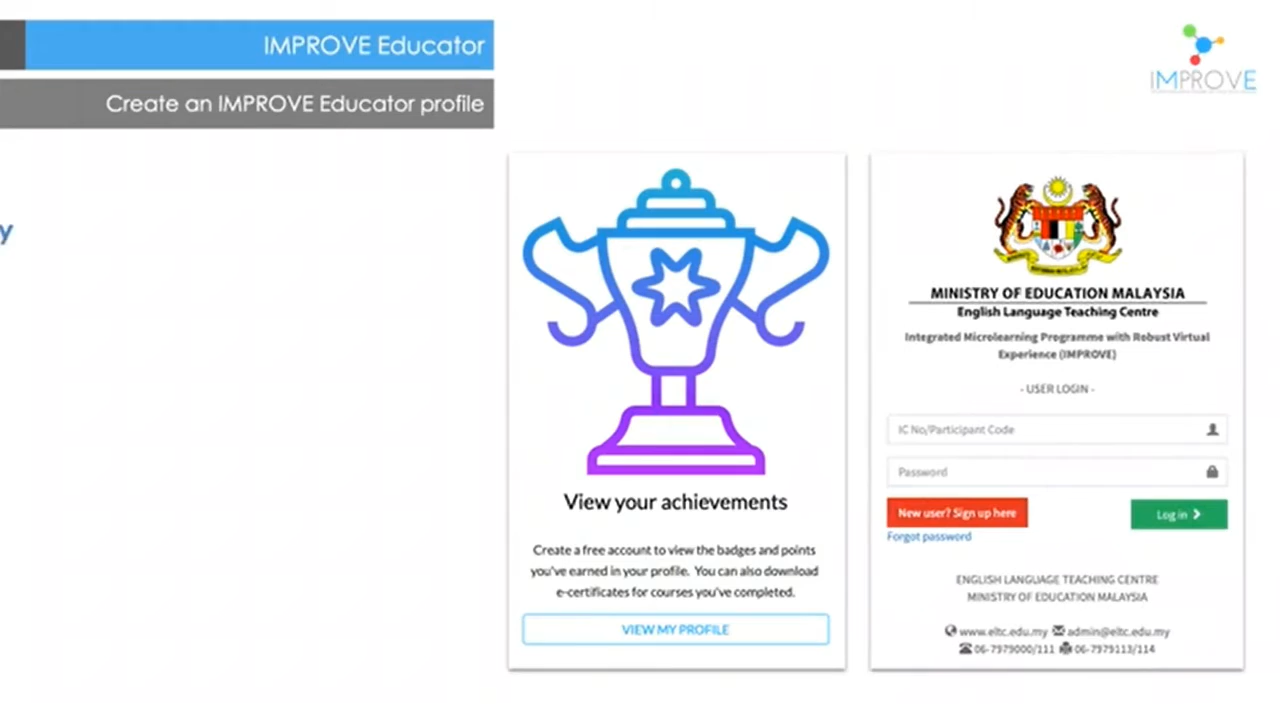 IMPROVE Educator
Create an IMPROVE Educator profile
IMPROVE
y
View your achievements
Create a free account to view the badges and points
you've earned in your profile. You can also download
e-certificates for courses you've completed.
VIEW MY PROFILE
MINISTRY OF EDUCATION MALAYSIA
English Language Teaching Centre
Integrated Microlearning Programme with Robust Virtual
Experience (IMPROVE)
- USER LOGIN -
IC No/Participant Code
Password
New user? Sign up here
Log in
Forgot password
ENGLISH LANGUAGE TEACHING CENTRE
MINISTRY OF EDUCATION MALAYSIA
www.eltc.edu.my admin@eltc.edu.my
06-7979000/111 06-7979113/114